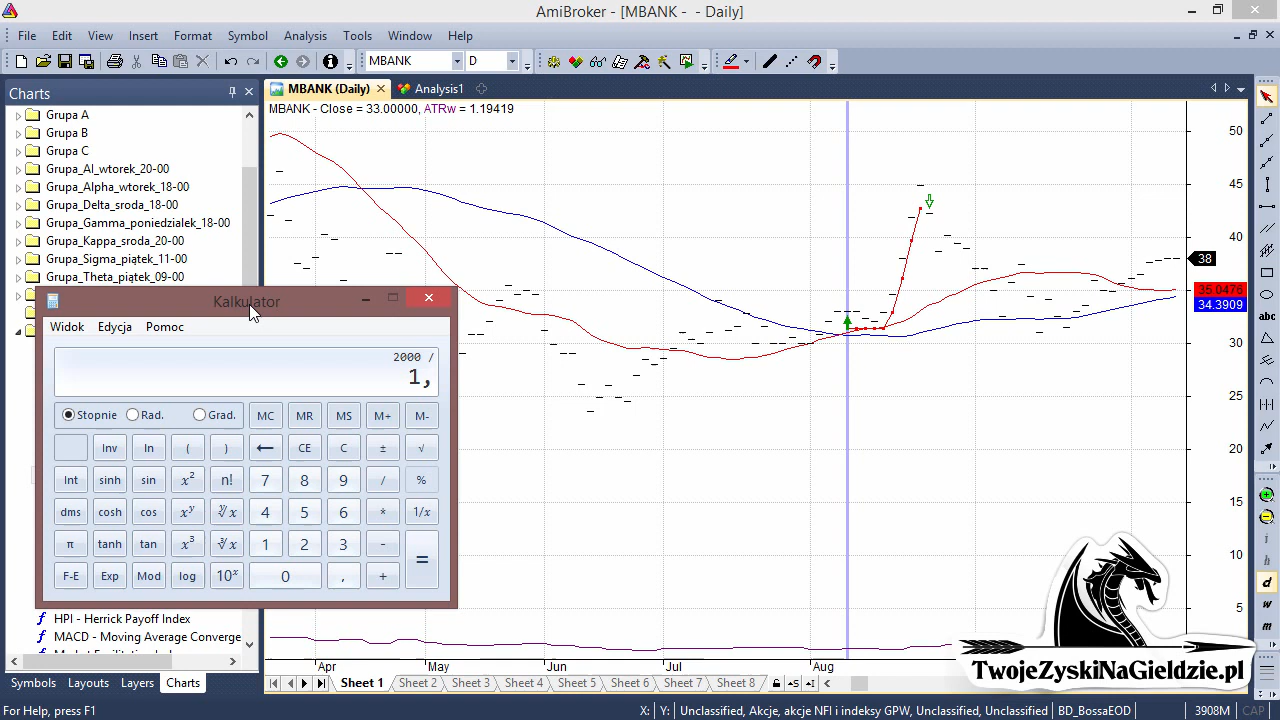 AmiBroker - [MBANK - - Daily]
File Edit View Insert Format Symbol Analysis Tools Window Help
MBANK D
Charts
MBANK (Daily) Analysis1
MBANK - Close = 33.00000, ATRw = 1.19419
Grupa A
Grupa B
Grupa C
Grupa_AI_wtorek_20-00
Grupa_Alpha_wtorek_18-00
Grupa_Delta_sroda_18-00
Grupa_Gamma_poniedzialek_18-00
Grupa_Kappa_sroda_20-00
Grupa_Sigma_piątek_11-00
Grupa_Theta_piątek_09-00
50
45
40
38
35.0476
34.3909
30
25
20
15
10
5
Kalkulator
Widok Edycja Pomoc
2000 /
1,
Stopnie Rad. Grad. MC MR MS M+ M-
Inv ln ( ) ← CE C ± √
Int sinh sin x² n! 7 8 9 / %
dms cosh cos xʸ ʸ√x 4 5 6 * 1/x
π tanh tan x³ ³√x 1 2 3 - =
F-E Exp Mod log 10ˣ 0 , +
HPI - Herrick Payoff Index
MACD - Moving Average Converge
Apr May Jun Jul Aug
Symbols Layouts Layers Charts
Sheet 1 Sheet 2 Sheet 3 Sheet 4 Sheet 5 Sheet 6 Sheet 7 Sheet 8
abc
i
h
d
w
m
TwojeZyskiNaGieldzie.pl
For Help, press F1
X: Y: Unclassified, Akcje, akcje NFI i indeksy GPW, Unclassified, Unclassified BD_BossaEOD 3908M CAP